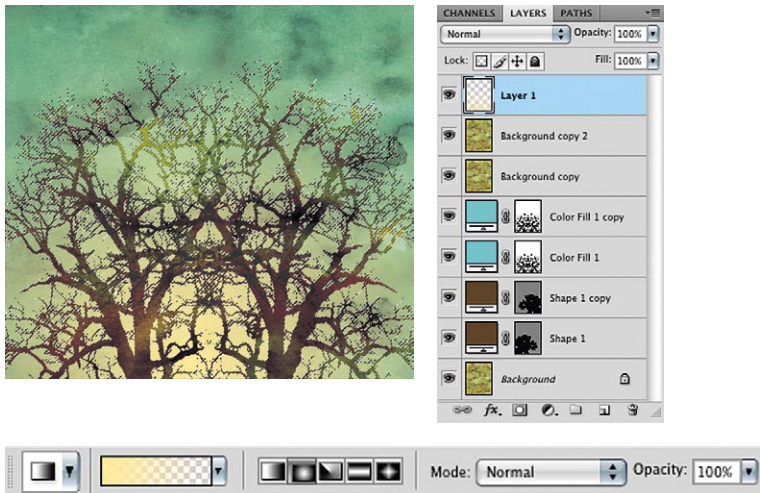 CHANNELS LAYERS PATHS
Normal Opacity: 100%
Lock: Fill: 100%
Layer 1
Background copy 2
Background copy
Color Fill 1 copy
Color Fill 1
Shape 1 copy
Shape 1
Background
fx.
Mode: Normal Opacity: 100%